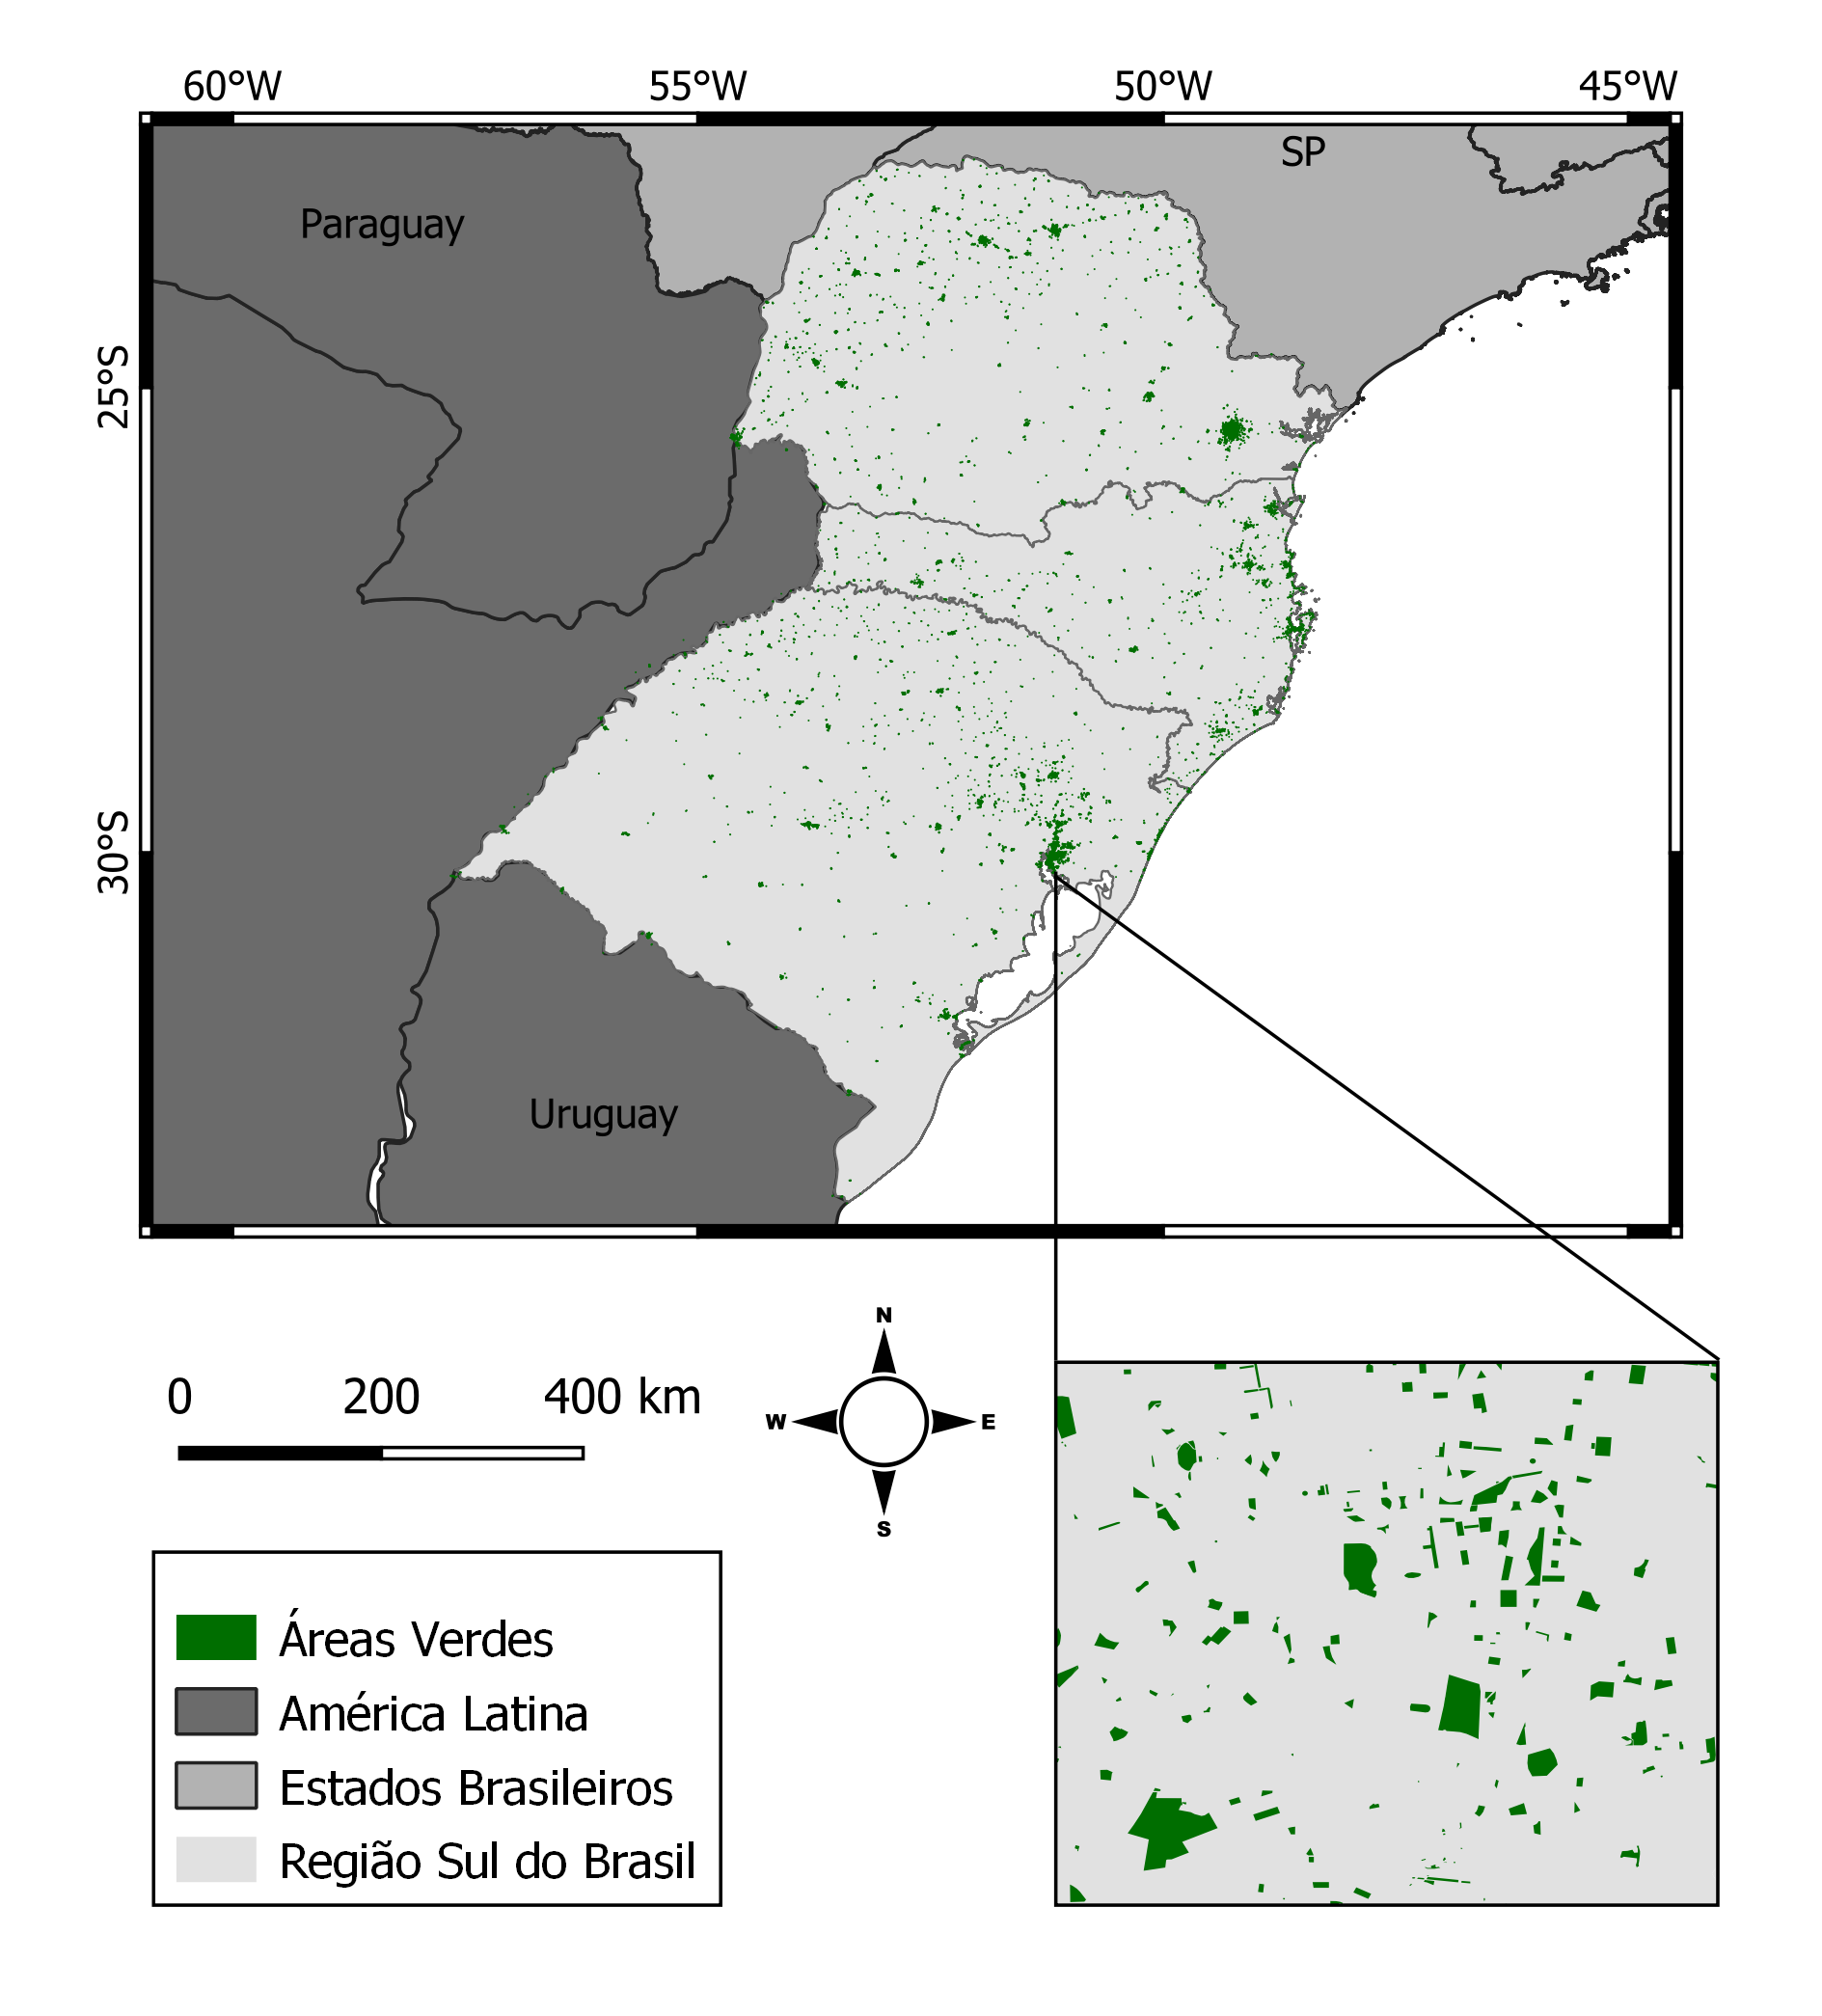 60°W 55°W 50°W 45°W
SP
Paraguay
25°S
30°S
Uruguay
N
W E
S
0 200 400 km
Áreas Verdes
América Latina
Estados Brasileiros
Região Sul do Brasil